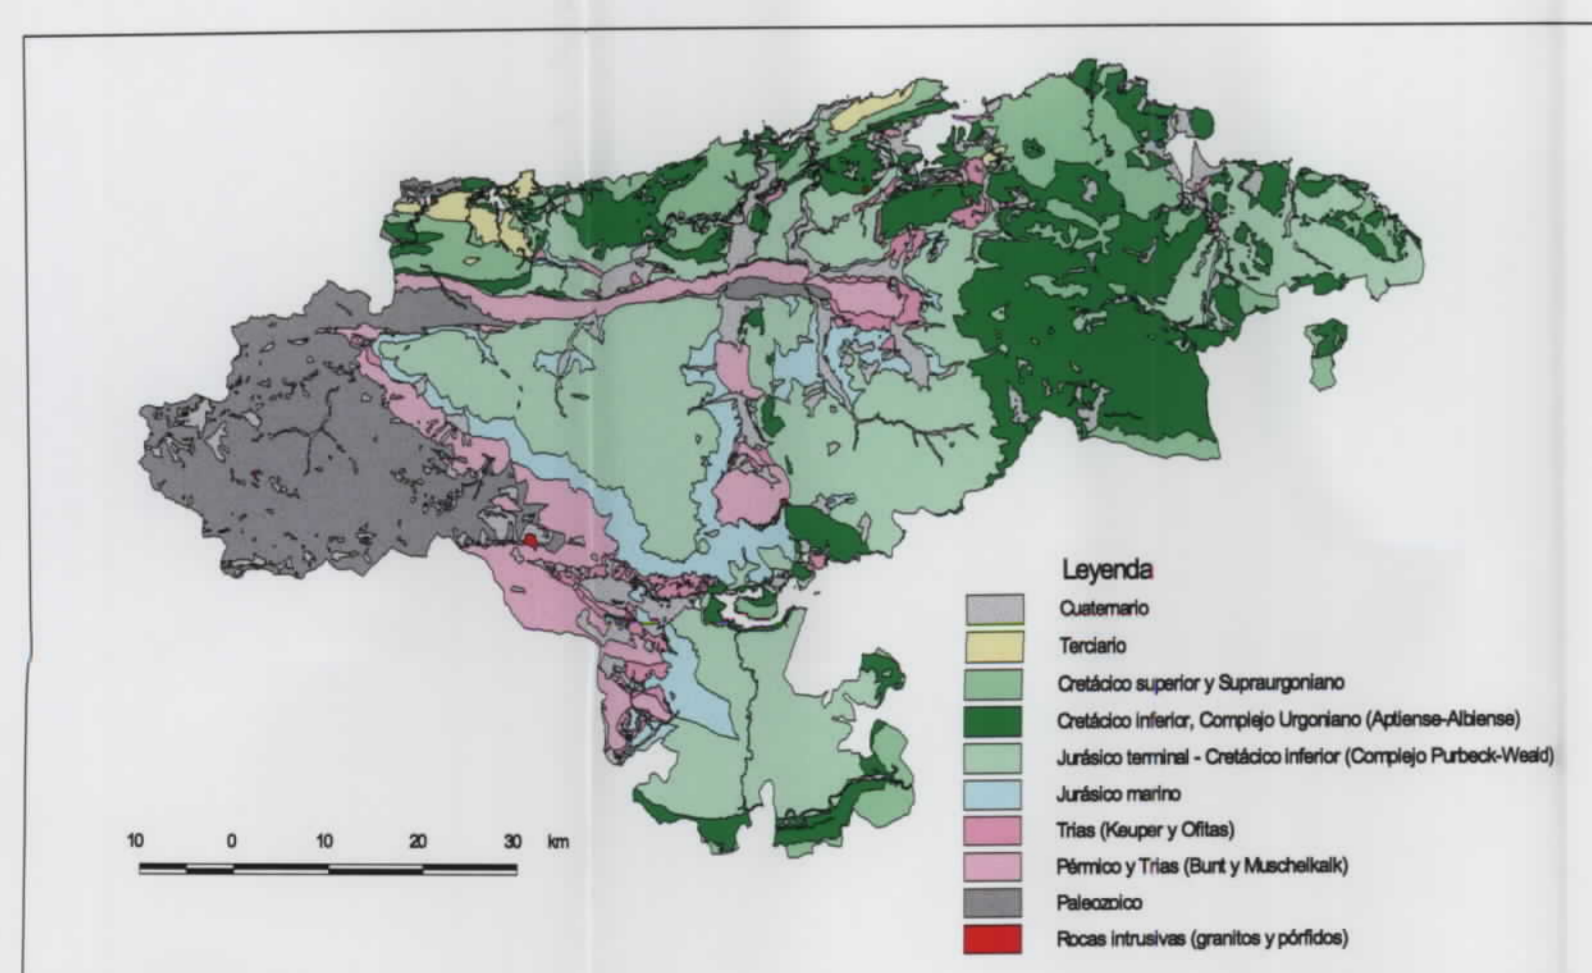 Leyenda
Cuaternario
Terciario
Cretácico superior y Supraurgoniano
Cretácico inferior, Complejo Urgoniano (Aptiense-Albiense)
Jurásico terminal - Cretácico inferior (Complejo Purbeck-Weald)
Jurásico marino
Trias (Keuper y Ofitas)
Pérmico y Trias (Bunt y Muschelkalk)
Paleozoico
Rocas intrusivas (granitos y pórfidos)
10 0 10 20 30 km